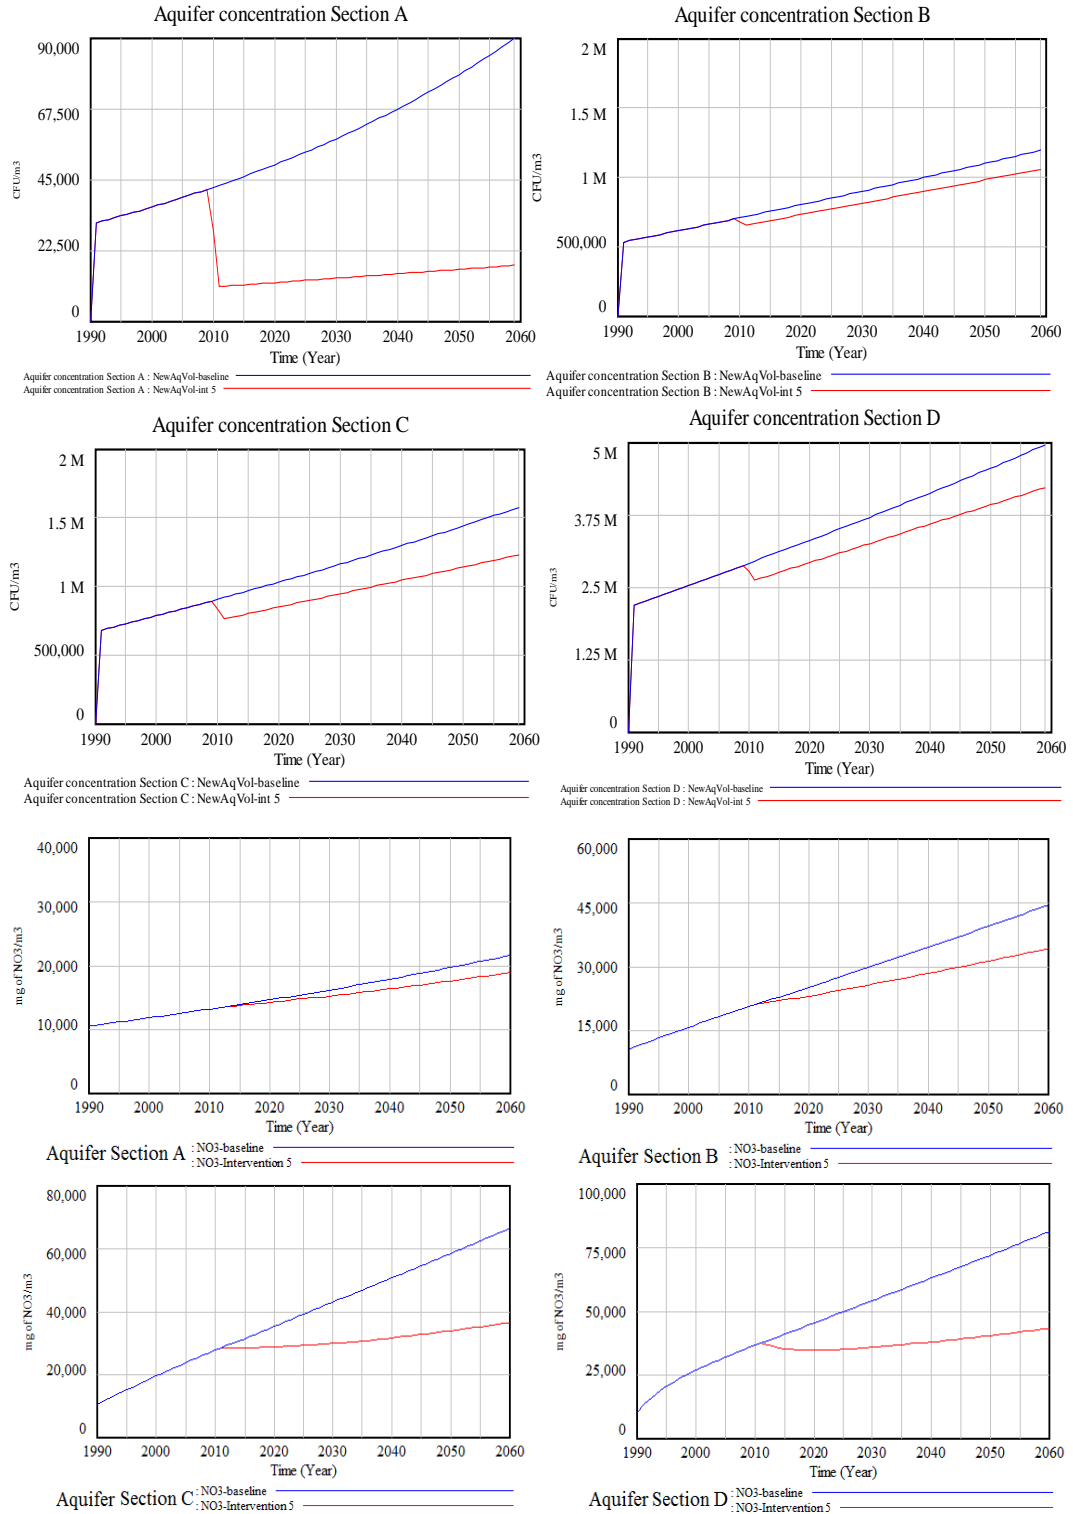 Aquifer concentration Section A
90,000
67,500
45,000
22,500
0
CFU/m3
1990 2000 2010 2020 2030 2040 2050 2060
Time (Year)
Aquifer concentration Section A : NewAqVol-baseline
Aquifer concentration Section A : NewAqVol-int 5
Aquifer concentration Section B
2 M
1.5 M
1 M
500,000
0
CFU/m3
1990 2000 2010 2020 2030 2040 2050 2060
Time (Year)
Aquifer concentration Section B : NewAqVol-baseline
Aquifer concentration Section B : NewAqVol-int 5
Aquifer concentration Section C
2 M
1.5 M
1 M
500,000
0
CFU/m3
1990 2000 2010 2020 2030 2040 2050 2060
Time (Year)
Aquifer concentration Section C : NewAqVol-baseline
Aquifer concentration Section C : NewAqVol-int 5
Aquifer concentration Section D
5 M
3.75 M
2.5 M
1.25 M
0
CFU/m3
1990 2000 2010 2020 2030 2040 2050 2060
Time (Year)
Aquifer concentration Section D : NewAqVol-baseline
Aquifer concentration Section D : NewAqVol-int 5
40,000
30,000
20,000
10,000
0
mg of NO3/m3
1990 2000 2010 2020 2030 2040 2050 2060
Time (Year)
Aquifer Section A : NO3-baseline
: NO3-Intervention 5
60,000
45,000
30,000
15,000
0
mg of NO3/m3
1990 2000 2010 2020 2030 2040 2050 2060
Time (Year)
Aquifer Section B : NO3-baseline
: NO3-Intervention 5
80,000
60,000
40,000
20,000
0
mg of NO3/m3
1990 2000 2010 2020 2030 2040 2050 2060
Time (Year)
Aquifer Section C : NO3-baseline
: NO3-Intervention 5
100,000
75,000
50,000
25,000
0
mg of NO3/m3
1990 2000 2010 2020 2030 2040 2050 2060
Time (Year)
Aquifer Section D : NO3-baseline
: NO3-Intervention 5